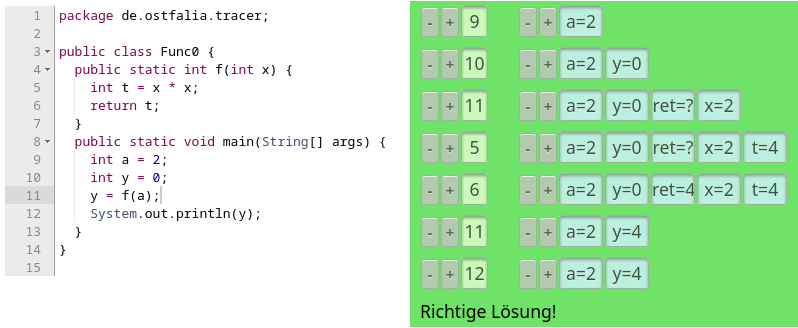 1 package de.ostfalia.tracer;
2
3 public class Func0 {
4 public static int f(int x) {
5 int t = x * x;
6 return t;
7 }
8 public static void main(String[] args) {
9 int a = 2;
10 int y = 0;
11 y = f(a);
12 System.out.println(y);
13 }
14 }
15
- + 9 - + a=2
- + 10 - + a=2 y=0
- + 11 - + a=2 y=0 ret=? x=2
- + 5 - + a=2 y=0 ret=? x=2 t=4
- + 6 - + a=2 y=0 ret=4 x=2 t=4
- + 11 - + a=2 y=4
- + 12 - + a=2 y=4
Richtige Lösung!